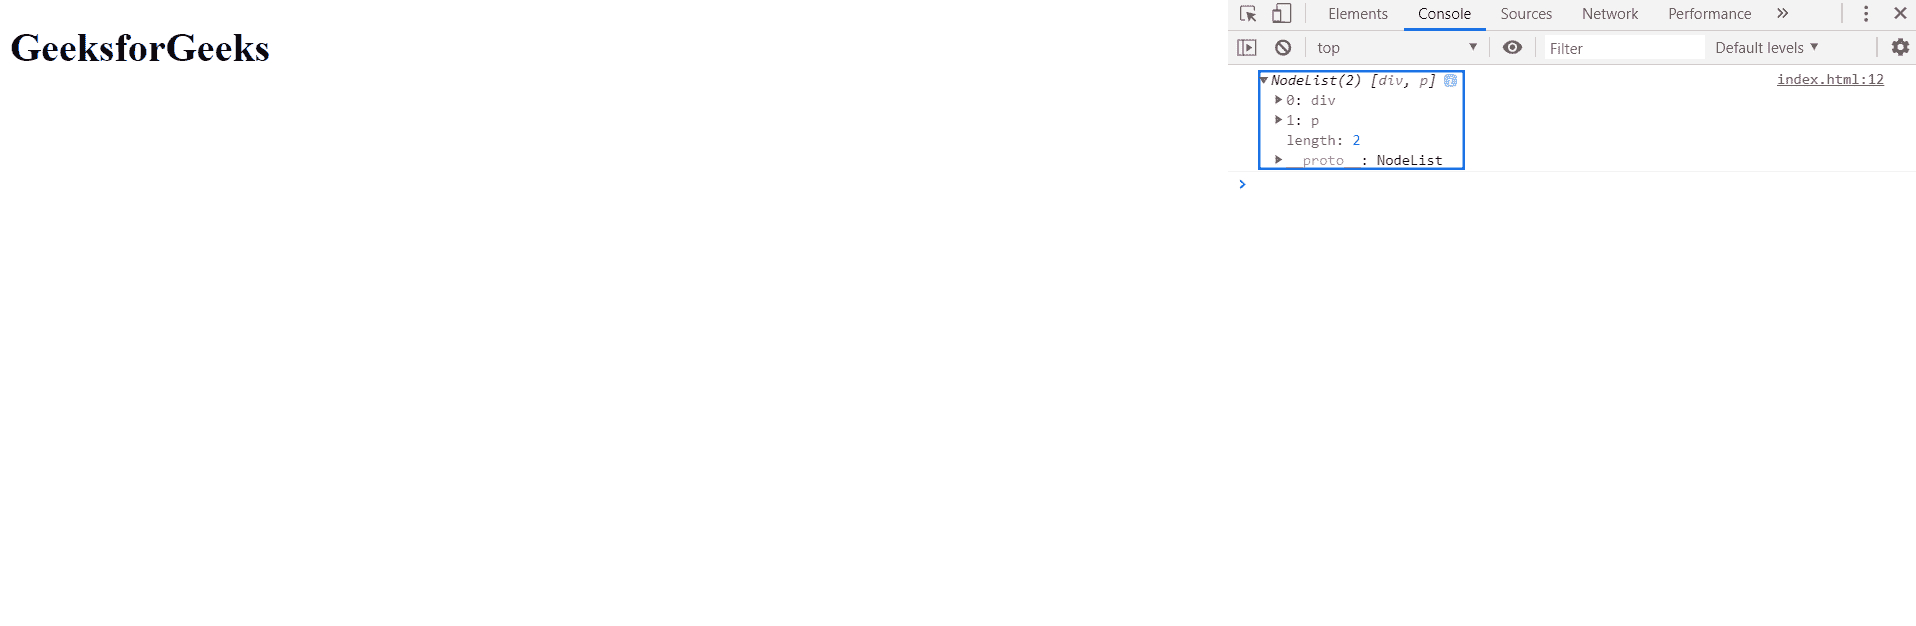 GeeksforGeeks
Elements Console Sources Network Performance
top Filter Default levels
NodeList(2) [div, p] index.html:12
0: div
1: p
length: 2
proto : NodeList